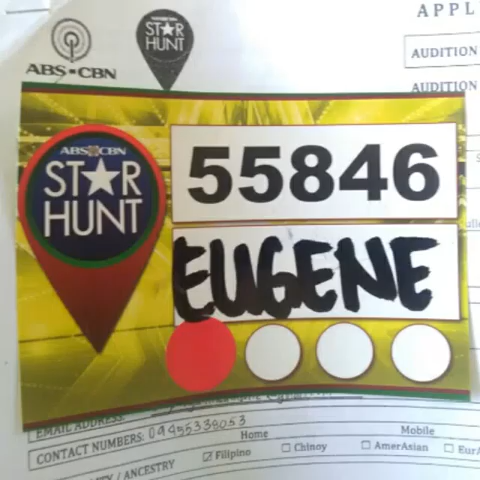 APPL
ABS-CBN
STAR
HUNT
AUDITION
AUDITION
ABS-CBN
STAR
HUNT
55846
EUGENE
EMAIL ADDRESS:
CONTACT NUMBERS: 09455338053
Home Mobile
/ ANCESTRY
Filipino Chinoy AmerAsian